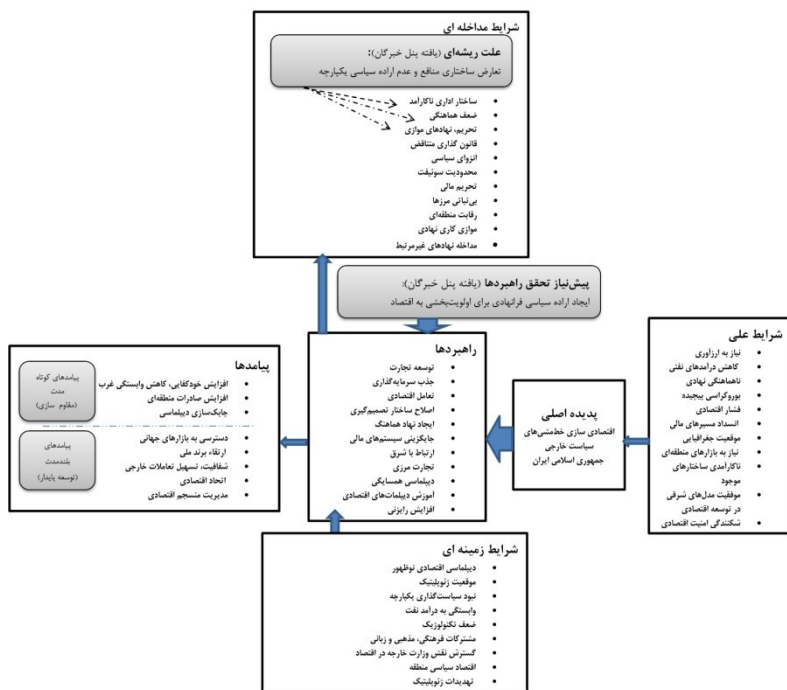 شرایط مداخله ای
علت ریشه‌ای (یافته پنل خبرگان):
تعارض ساختاری منافع و عدم اراده سیاسی یکپارچه
ساختار اداری ناکارآمد
ضعف هماهنگی
تحریم، نهادهای موازی
قانون گذاری متناقض
انزوای سیاسی
محدودیت سوئیفت
تحریم مالی
بی‌ثباتی مرزها
رقابت منطقه‌ای
موازی کاری نهادی
مداخله نهادهای غیرمرتبط
پیش‌نیاز تحقق راهبردها (یافته پنل خبرگان):
ایجاد اراده سیاسی فرانهادی برای اولویت‌بخشی به اقتصاد
شرایط علی
نیاز به ارزآوری
کاهش درآمدهای نفتی
ناهماهنگی نهادی
بوروکراسی پیچیده
فشار اقتصادی
انسداد مسیرهای مالی
موقعیت جغرافیایی
نیاز به بازارهای منطقه‌ای
ناکارآمدی ساختارهای
موجود
موفقیت مدل‌های شرقی
در توسعه اقتصادی
شکنندگی امنیت اقتصادی
پدیده اصلی
اقتصادی سازی خط‌مشی‌های
سیاست خارجی
جمهوری اسلامی ایران
راهبردها
توسعه تجارت
جذب سرمایه‌گذاری
تعامل اقتصادی
اصلاح ساختار تصمیم‌گیری
ایجاد نهاد هماهنگ
جایگزینی سیستم‌های مالی
ارتباط با شرق
تجارت مرزی
دیپلماسی همسایگی
آموزش دیپلمات‌های اقتصادی
افزایش رایزنی
پیامدها
پیامدهای کوتاه
مدت
(مقاوم سازی)
افزایش خودکفایی، کاهش وابستگی غرب
افزایش صادرات منطقه‌ای
چابک‌سازی دیپلماسی
پیامدهای
بلندمدت
(توسعه پایدار)
دسترسی به بازارهای جهانی
ارتقاء برند ملی
شفافیت، تسهیل تعاملات خارجی
اتحاد اقتصادی
مدیریت منسجم اقتصادی
شرایط زمینه ای
دیپلماسی اقتصادی نوظهور
موقعیت ژئوپلیتیک
نبود سیاست‌گذاری یکپارچه
وابستگی به درآمد نفت
ضعف تکنولوژیک
مشترکات فرهنگی، مذهبی و زبانی
گسترش نقش وزارت خارجه در اقتصاد
اقتصاد سیاسی منطقه
تهدیدات ژئوپلیتیک